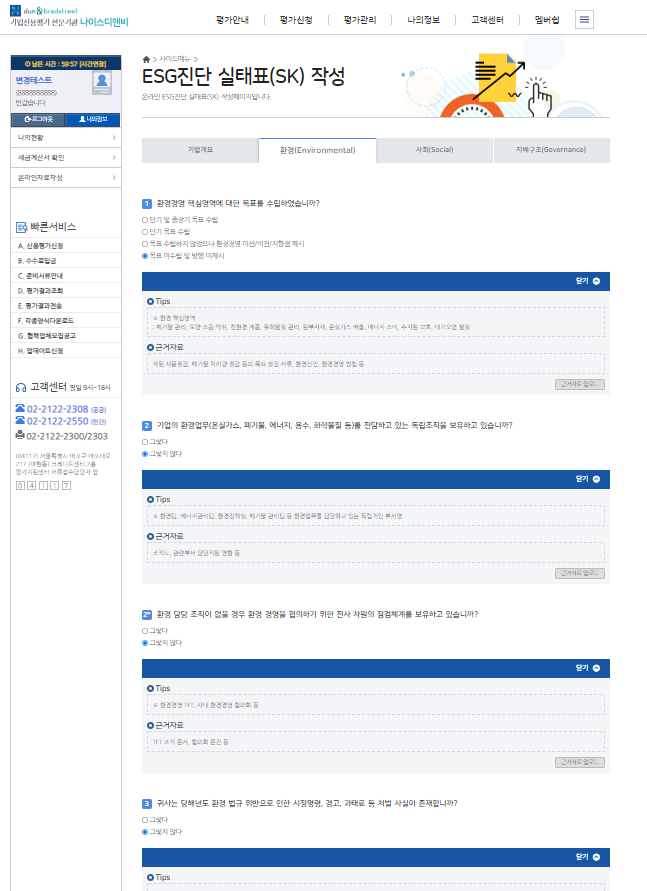 dun & bradstreet
기업신용평가 전문기관 나이스디앤비
평가안내
평가신청
평가관리
나의정보
고객센터
멤버쉽
남은 시간 : 59:57 [시간연장]
변경테스트
(8888888888)
반갑습니다.
로그아웃
나의정보
나의현황
세금계산서 확인
온라인자료작성
빠른서비스
A. 신용평가신청
B. 수수료입금
C. 준비서류안내
D. 평가결과조회
E. 평가결과전송
F. 각종양식다운로드
G. 협력업체모집공고
H. 업데이트신청
고객센터 평일 9시~18시
02-2122-2308 (공공)
02-2122-2550 (민간)
02-2122-2300/2303
(04117) 서울특별시 마포구 마포대로
217 (아현동) 크레디트센터 2층
평가지원센터 서류접수담당자 앞
0 4 1 1 7
> 사이드메뉴 >
ESG진단 실태표(SK) 작성
온라인 ESG진단 실태표(SK) 작성페이지입니다.
기업개요
환경(Environmental)
사회(Social)
지배구조(Governance)
1 환경경영 핵심영역에 대한 목표를 수립하였습니까?
단기 및 중장기 목표 수립
단기 목표 수립
목표 수립하지 않았으나 환경경영 미션/비전/지향점 제시
목표 미수립 및 방향 미제시
닫기
Tips
※ 환경 핵심영역
: 폐기물 관리, 토양·소음·악취, 친환경 제품, 유해물질 관리, 원부자재, 온실가스 배출, 에너지 소비, 수자원 보호, 대기오염 물질
근거자료
자원 사용절감, 폐기물 처리량 절감 등의 목표 설정 서류, 환경선언, 환경경영 방침 등
근거자료 업로드
2 기업의 환경업무(온실가스, 폐기물, 에너지, 용수, 화학물질 등)를 전담하고 있는 독립조직을 보유하고 있습니까?
그렇다
그렇지 않다
닫기
Tips
※ 환경팀, 에너지관리팀, 환경정책실, 폐기물 관리팀 등 환경업무를 담당하고 있는 독립적인 부서명
근거자료
조직도, 관련부서 담당직원 명함 등
근거자료 업로드
2* 환경 담당 조직이 없을 경우 환경 경영을 협의하기 위한 전사 차원의 점검체계를 보유하고 있습니까?
그렇다
그렇지 않다
닫기
Tips
※ 환경경영 TFT, 사내 환경경영 협의회 등
근거자료
TFT 조직 문서, 협의회 문건 등
근거자료 업로드
3 귀사는 당해년도 환경 법규 위반으로 인한 시정명령, 경고, 과태료 등 처벌 사실이 존재합니까?
그렇다
그렇지 않다
닫기
Tips